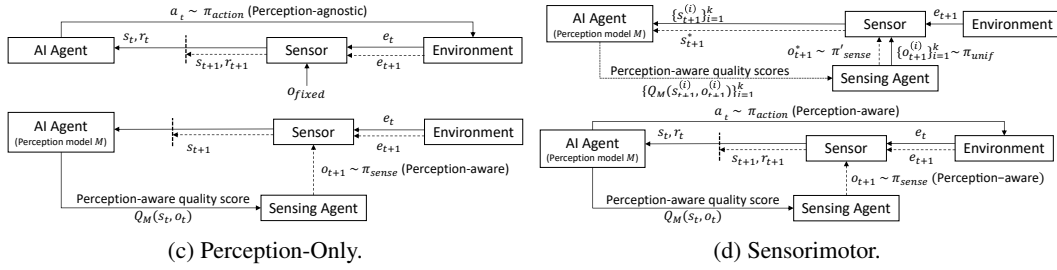 a_t ~ π_action (Perception-agnostic)
AI Agent
s_t, r_t
s_{t+1}, r_{t+1}
Sensor
e_t
e_{t+1}
Environment
o_fixed
AI Agent
(Perception model M)
s_{t+1}
Sensor
e_t
e_{t+1}
Environment
o_{t+1} ~ π_sense (Perception-aware)
Perception-aware quality score
Q_M(s_t, o_t)
Sensing Agent
(c) Perception-Only.
AI Agent
(Perception model M)
{s_{t+1}^{(i)}}_{i=1}^k
s_{t+1}^*
Sensor
e_{t+1}
Environment
o_{t+1}^* ~ π'_sense
{o_{t+1}^{(i)}}_{i=1}^k ~ π_unif
Perception-aware quality scores
{Q_M(s_{t+1}^{(i)}, o_{t+1}^{(i)})}_{i=1}^k
Sensing Agent
a_t ~ π_action (Perception-aware)
AI Agent
(Perception model M)
s_t, r_t
s_{t+1}, r_{t+1}
Sensor
e_t
e_{t+1}
Environment
o_{t+1} ~ π_sense (Perception−aware)
Perception-aware quality score
Q_M(s_t, o_t)
Sensing Agent
(d) Sensorimotor.